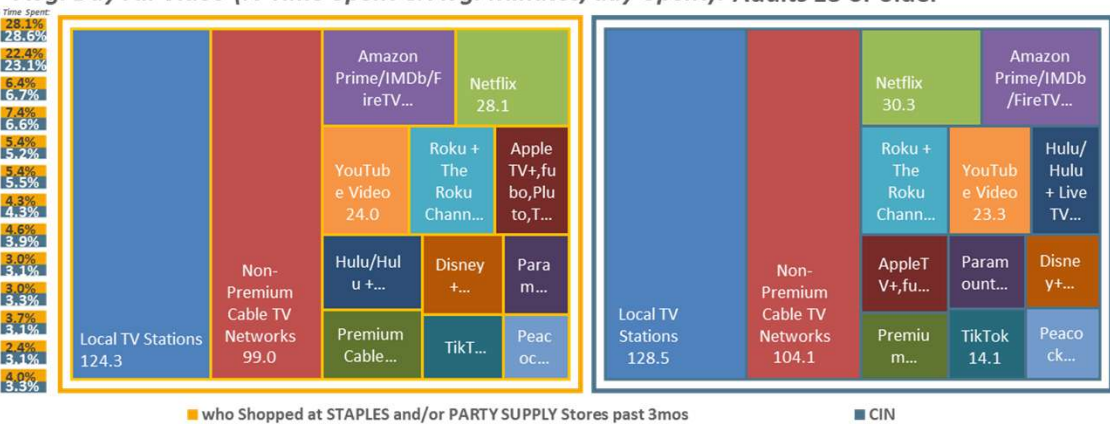 Adults 18 or older
Time Spent:
28.1%
28.6%
22.4%
23.1%
6.4%
6.7%
7.4%
6.6%
5.4%
5.2%
5.4%
5.5%
4.3%
4.3%
4.6%
3.9%
3.0%
3.1%
3.0%
3.3%
3.7%
3.1%
2.4%
3.1%
4.0%
3.3%
Local TV Stations
124.3
Non-
Premium
Cable TV
Networks
99.0
Amazon
Prime/IMDb/F
ireTV...
Netflix
28.1
YouTub
e Video
24.0
Roku +
The
Roku
Chann...
Apple
TV+,fu
bo,Plu
to,T...
Hulu/Hul
u +...
Disney
+...
Para
m...
Premium
Cable...
TikT...
Peac
oc...
Local TV
Stations
128.5
Non-
Premium
Cable TV
Networks
104.1
Netflix
30.3
Amazon
Prime/IMDb
/FireTV...
Roku +
The
Roku
Chann...
YouTub
e Video
23.3
Hulu/
Hulu
+ Live
TV...
AppleT
V+,fu...
Param
ount...
Disne
y+...
Premiu
m...
TikTok
14.1
Peaco
ck...
who Shopped at STAPLES and/or PARTY SUPPLY Stores past 3mos
CIN